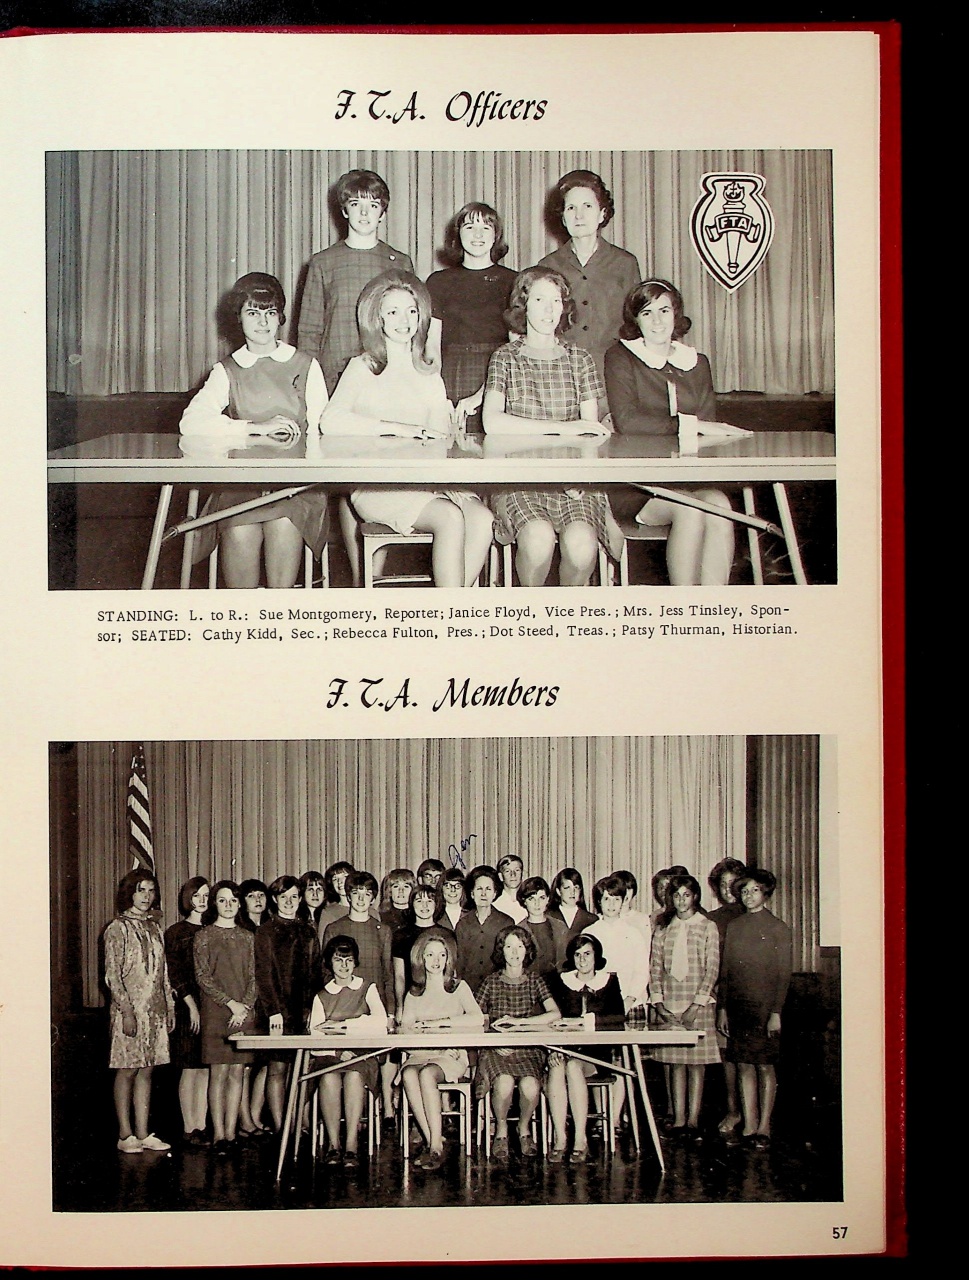 F.T.A. Officers
FTA
STANDING: L. to R.: Sue Montgomery, Reporter; Janice Floyd, Vice Pres.; Mrs. Jess Tinsley, Spon-
sor; SEATED: Cathy Kidd, Sec.; Rebecca Fulton, Pres.; Dot Steed, Treas.; Patsy Thurman, Historian.
F.T.A. Members
Jen
57